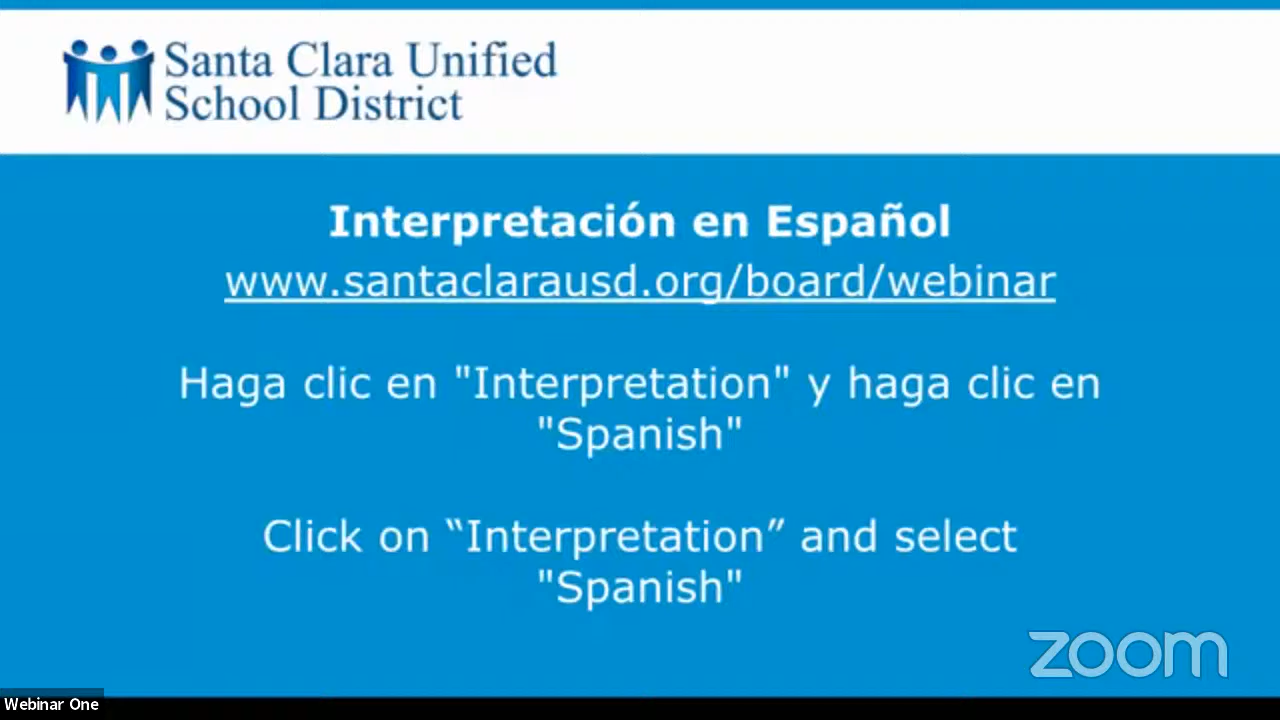 Santa Clara Unified
School District
Interpretación en Español
www.santaclarausd.org/board/webinar
Haga clic en "Interpretation" y haga clic en
"Spanish"
Click on “Interpretation” and select
"Spanish"
zoom
Webinar One